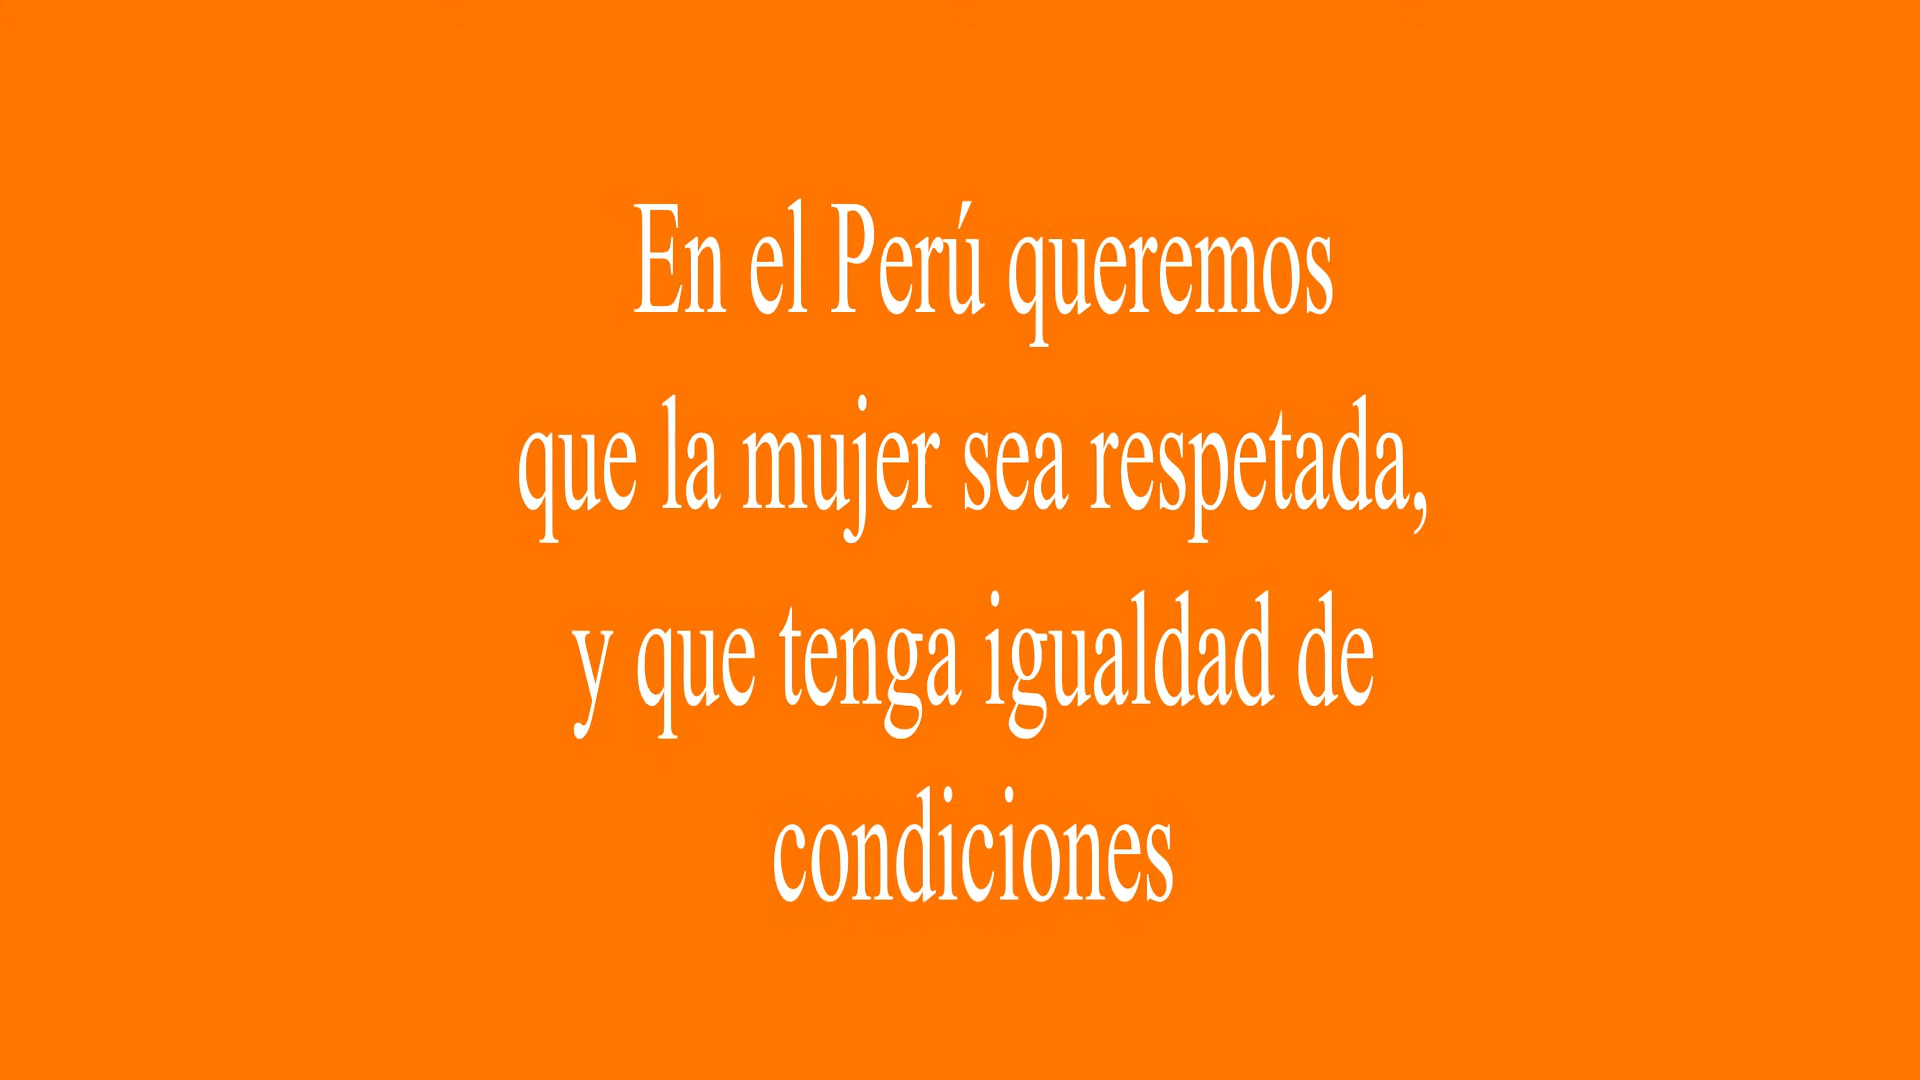 En el Perú queremos
que la mujer sea respetada,
y que tenga igualdad de
condiciones